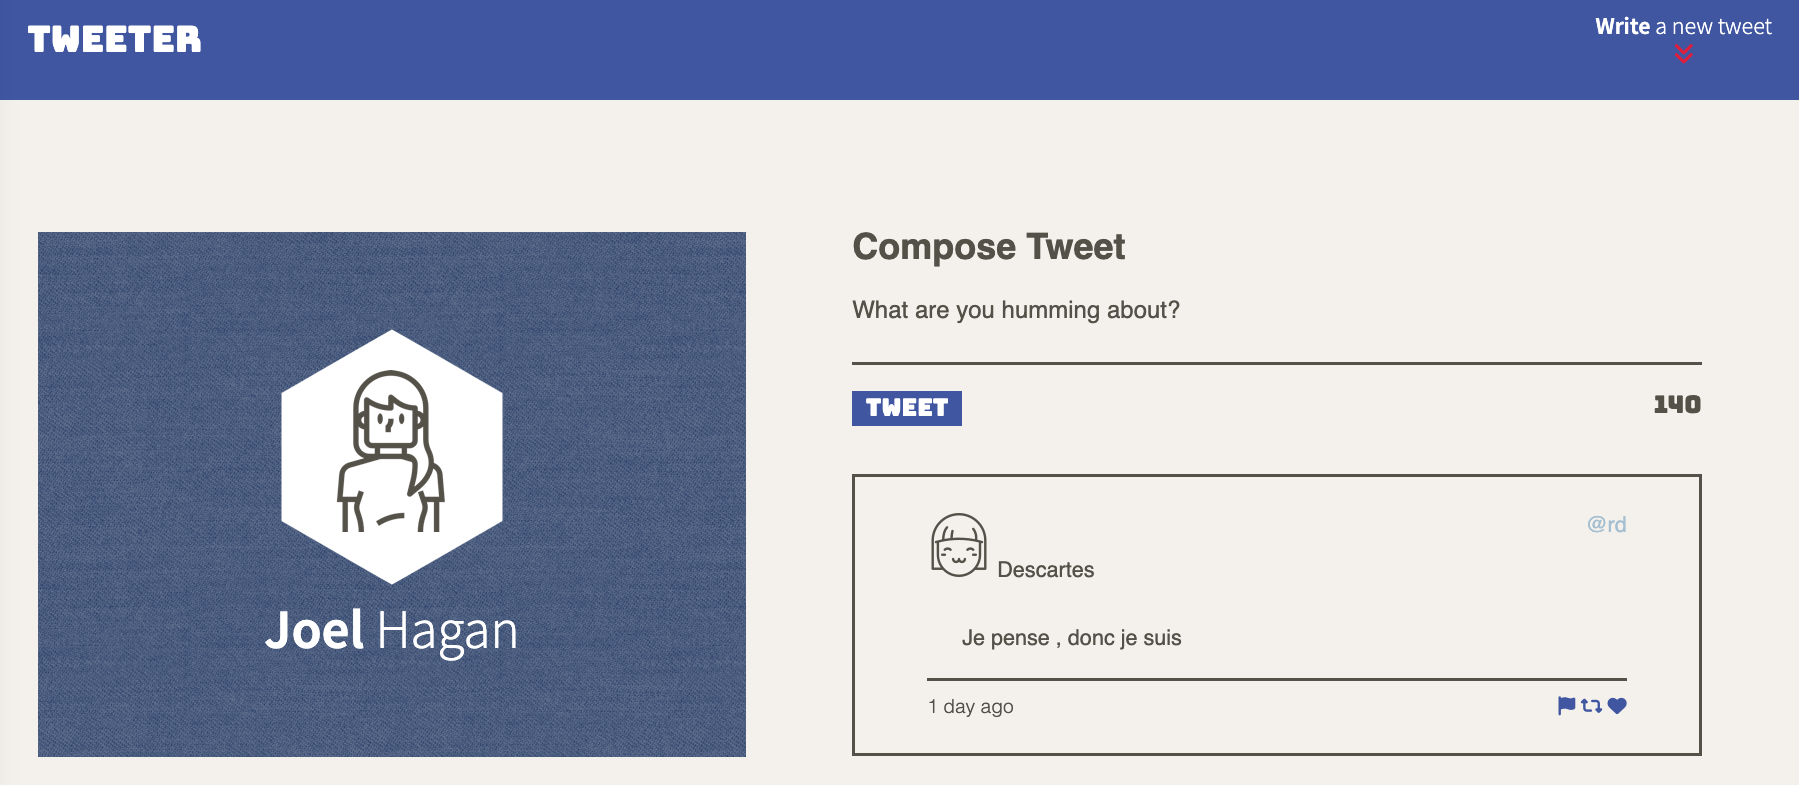 TWEETER
Write a new tweet
Joel Hagan
Compose Tweet
What are you humming about?
TWEET
140
@rd
Descartes
Je pense , donc je suis
1 day ago